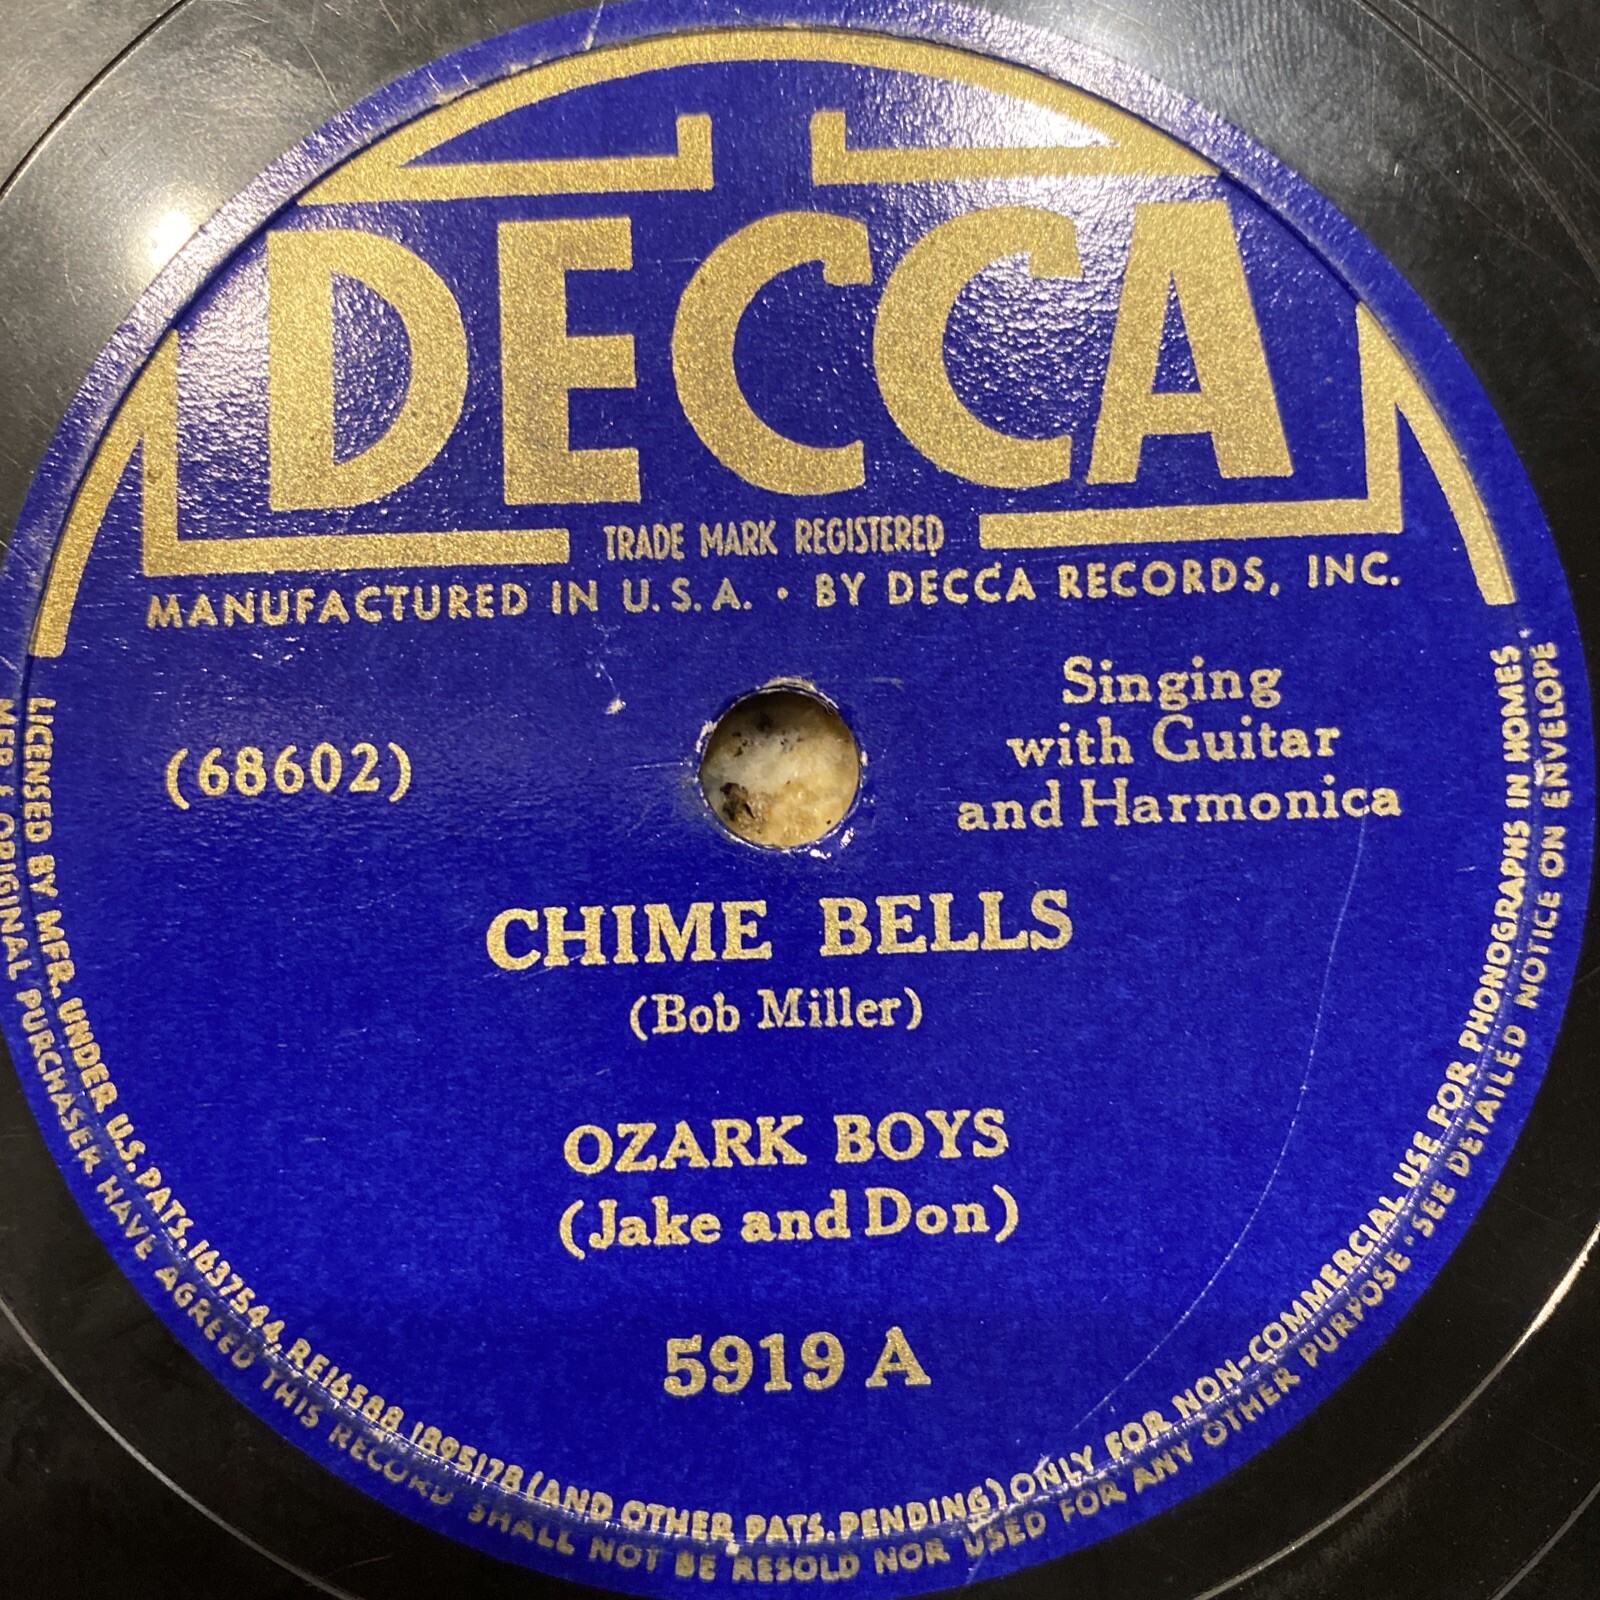 DECCA
TRADE MARK REGISTERED
MANUFACTURED IN U.S.A. • BY DECCA RECORDS, INC.
(68602)
Singing
with Guitar
and Harmonica
CHIME BELLS
(Bob Miller)
OZARK BOYS
(Jake and Don)
5919 A
LICENSED BY MFR. UNDER U.S. PATS. 1637544, RE16588, 1895178 (AND OTHER PATS. PENDING) ONLY FOR NON-COMMERCIAL USE FOR PHONOGRAPHS IN HOMES.
MFR & ORIGINAL PURCHASER HAVE AGREED THIS RECORD SHALL NOT BE RESOLD NOR USED FOR ANY OTHER PURPOSE • SEE DETAILED NOTICE ON ENVELOPE